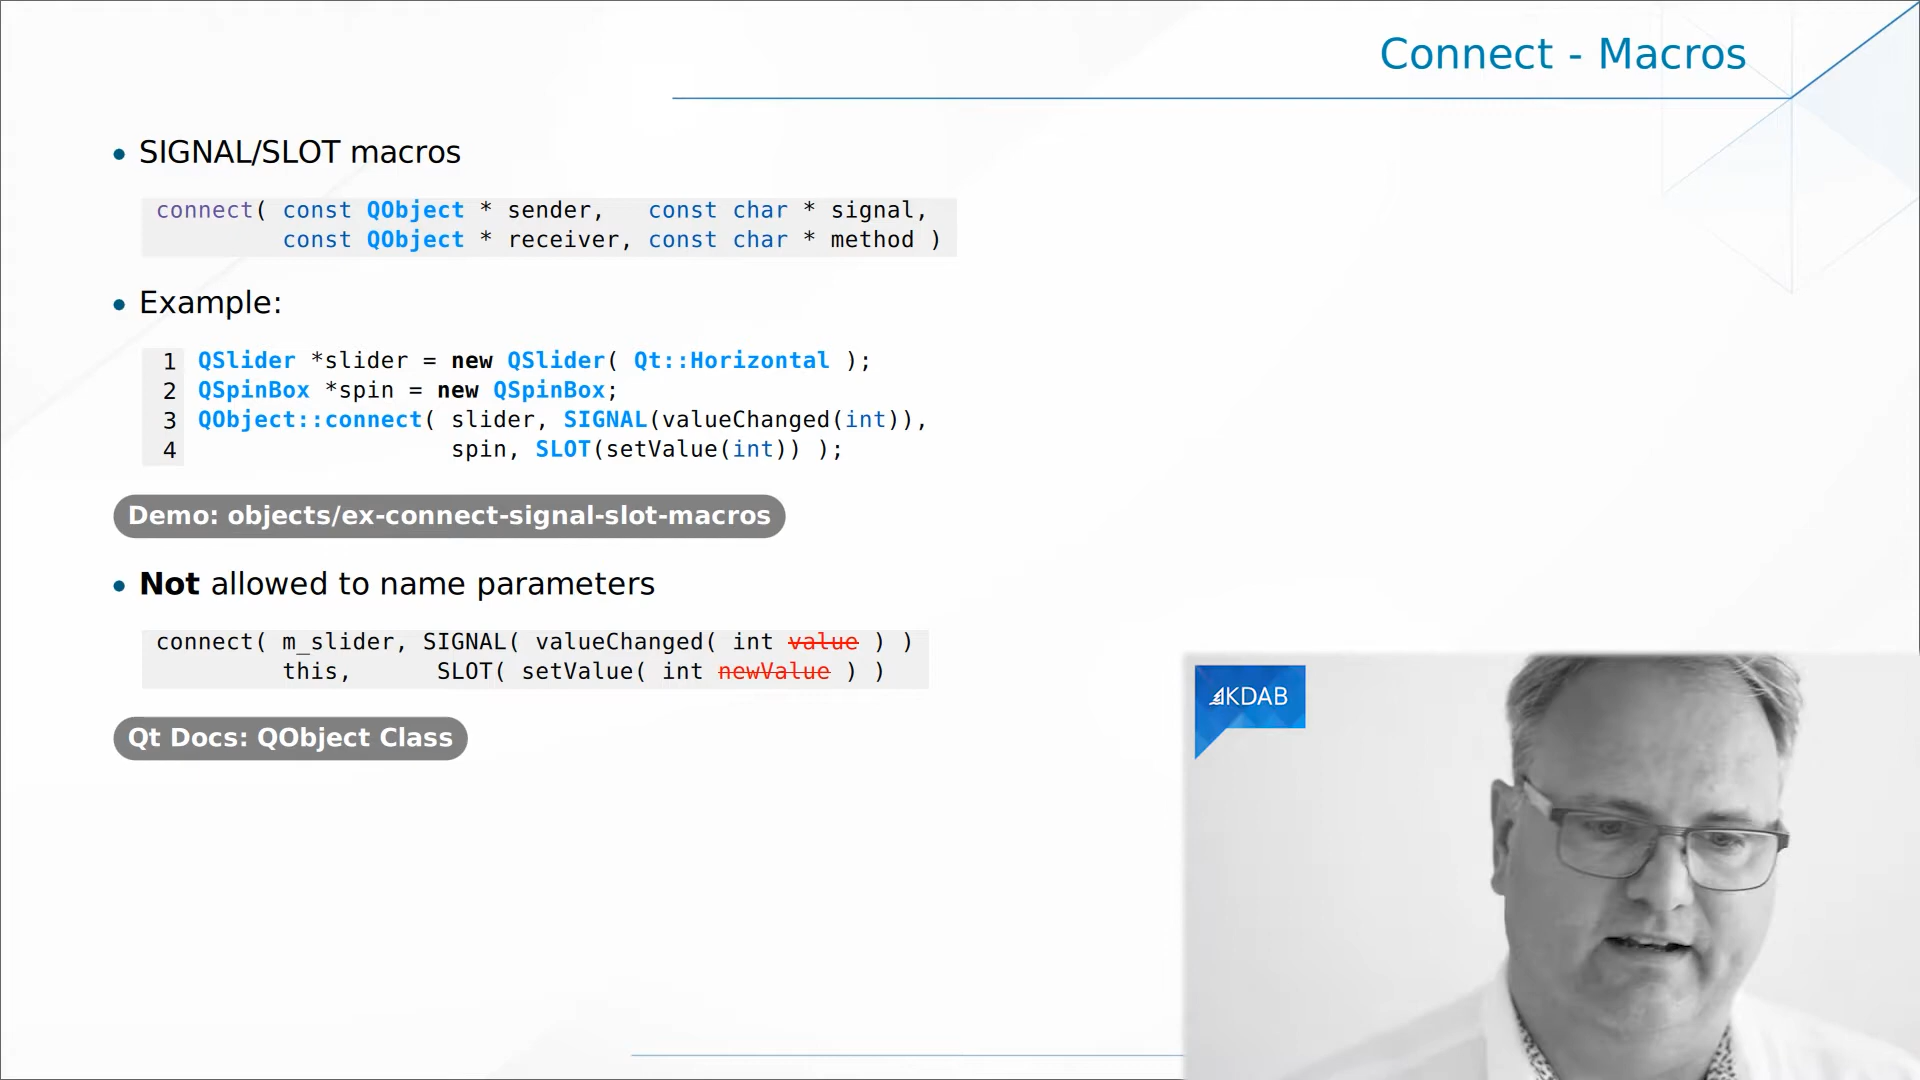 Connect - Macros
SIGNAL/SLOT macros
connect( const QObject * sender,   const char * signal,
         const QObject * receiver, const char * method )
Example:
1 QSlider *slider = new QSlider( Qt::Horizontal );
2 QSpinBox *spin = new QSpinBox;
3 QObject::connect( slider, SIGNAL(valueChanged(int)),
4                   spin, SLOT(setValue(int)) );
Demo: objects/ex-connect-signal-slot-macros
Not allowed to name parameters
connect( m_slider, SIGNAL( valueChanged( int value ) )
         this,      SLOT( setValue( int newValue ) )
Qt Docs: QObject Class
KDAB